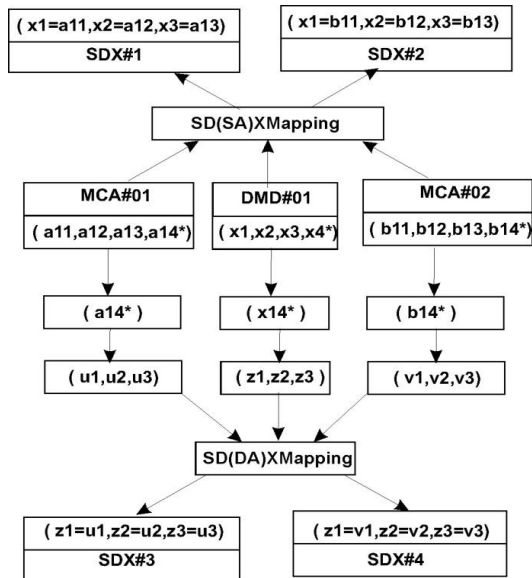 ( x1=a11,x2=a12,x3=a13)
SDX#1
( x1=b11,x2=b12,x3=b13)
SDX#2
SD(SA)XMapping
MCA#01
( a11,a12,a13,a14*)
DMD#01
( x1,x2,x3,x4*)
MCA#02
( b11,b12,b13,b14*)
( a14* )
( x14* )
( b14* )
( u1,u2,u3)
( z1,z2,z3 )
( v1,v2,v3)
SD(DA)XMapping
( z1=u1,z2=u2,z3=u3)
SDX#3
( z1=v1,z2=v2,z3=v3)
SDX#4